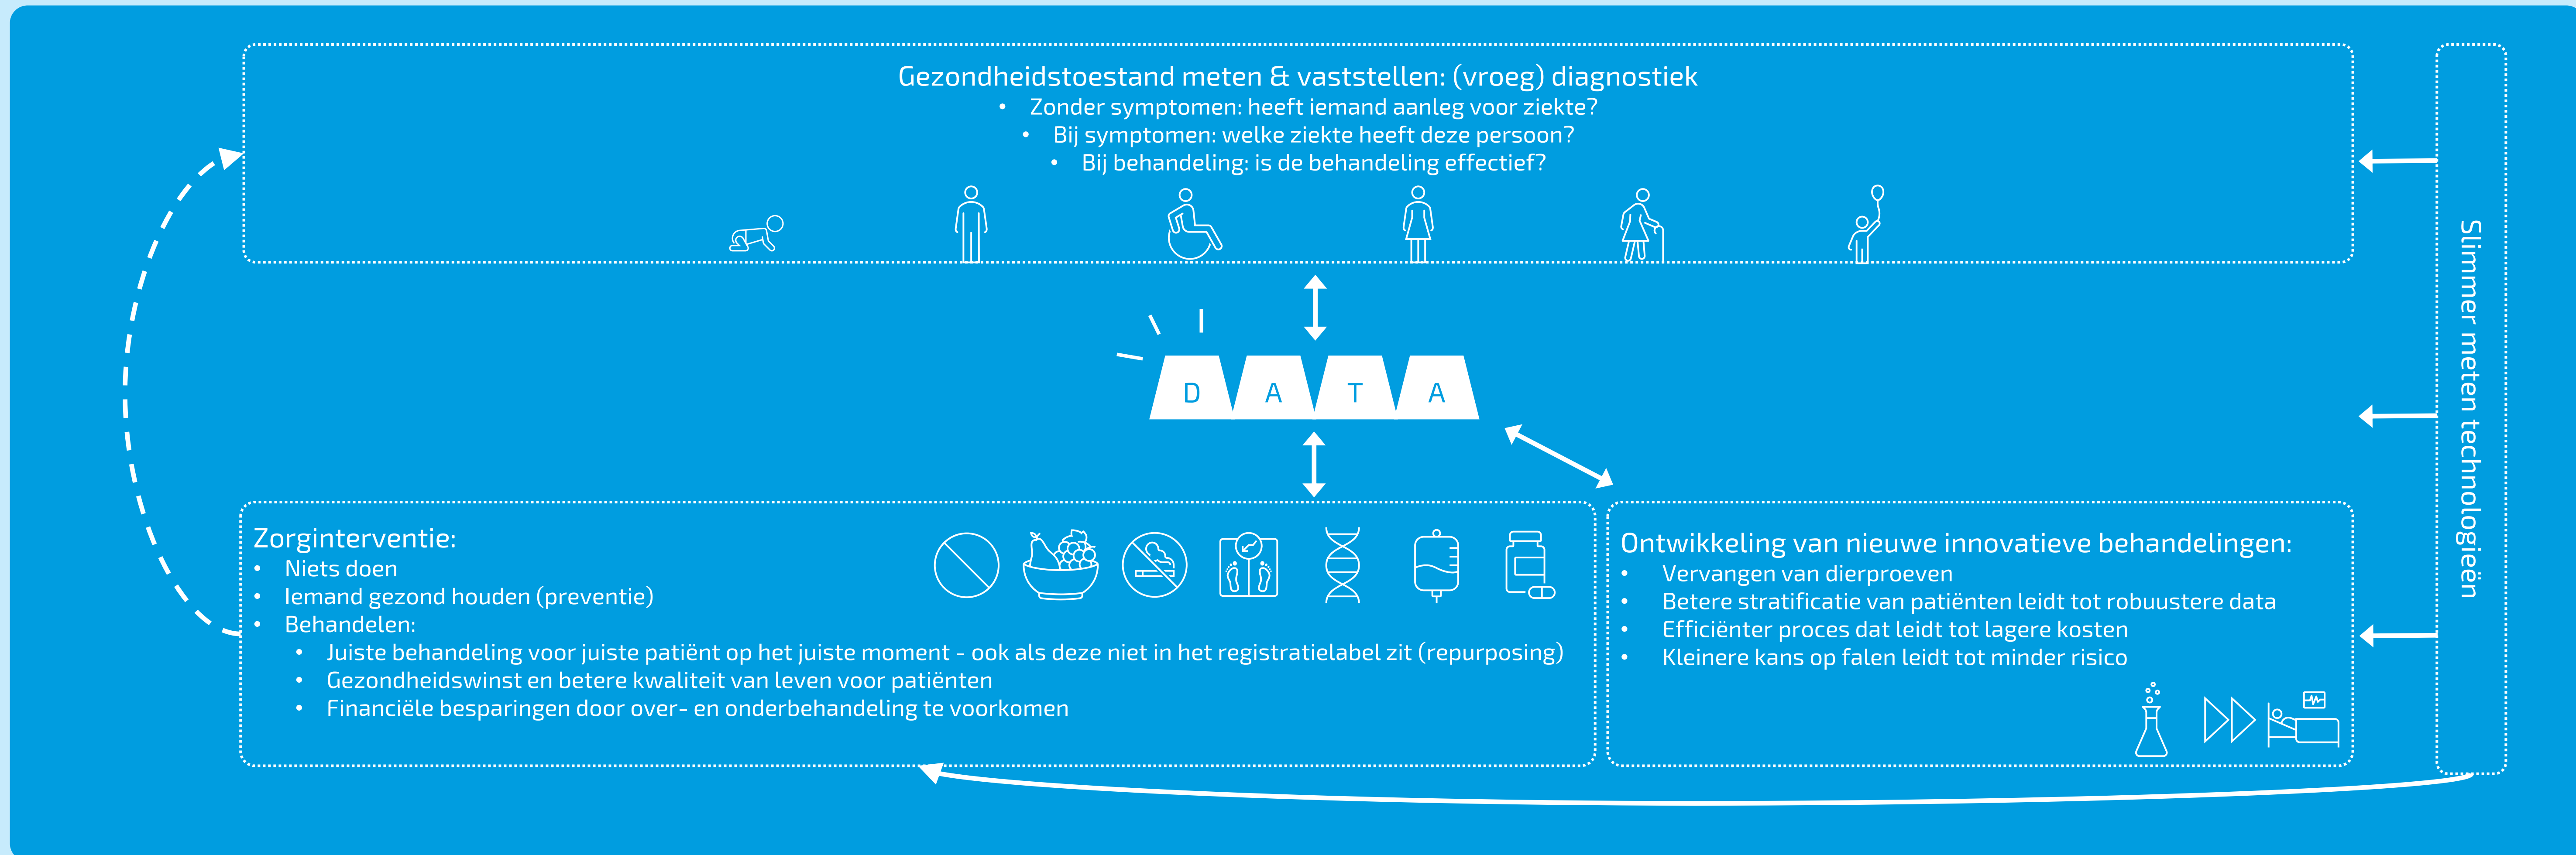 Gezondheidstoestand meten & vaststellen: (vroeg) diagnostiek
• Zonder symptomen: heeft iemand aanleg voor ziekte?
• Bij symptomen: welke ziekte heeft deze persoon?
• Bij behandeling: is de behandeling effectief?
D A T A
Zorginterventie:
• Niets doen
• Iemand gezond houden (preventie)
• Behandelen:
• Juiste behandeling voor juiste patiënt op het juiste moment - ook als deze niet in het registratielabel zit (repurposing)
• Gezondheidswinst en betere kwaliteit van leven voor patiënten
• Financiële besparingen door over- en onderbehandeling te voorkomen
Ontwikkeling van nieuwe innovatieve behandelingen:
• Vervangen van dierproeven
• Betere stratificatie van patiënten leidt tot robuustere data
• Efficiënter proces dat leidt tot lagere kosten
• Kleinere kans op falen leidt tot minder risico
Slimmer meten technologieën